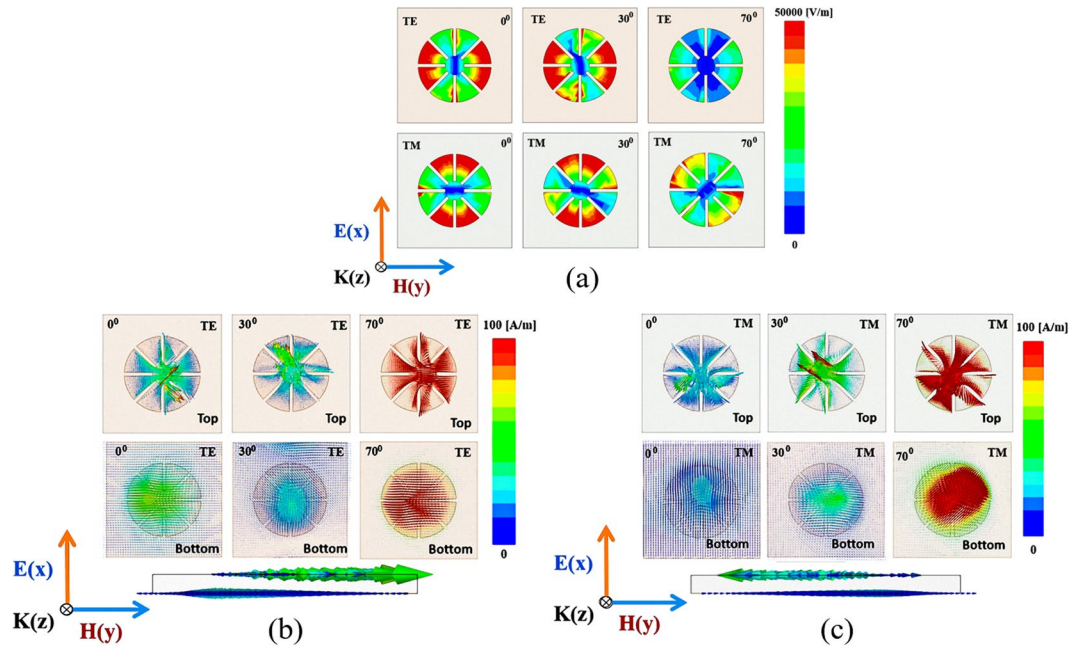 TE 0⁰ TE 30⁰ TE 70⁰ 50000 [V/m]
TM 0⁰ TM 30⁰ TM 70⁰
0
E(x)
K(z) H(y)
(a)
0⁰ TE 30⁰ TE 70⁰ TE 100 [A/m]
Top Top Top
0⁰ TE 30⁰ TE 70⁰ TE
Bottom Bottom Bottom 0
E(x)
K(z) H(y)
(b)
0⁰ TM 30⁰ TM 70⁰ TM 100 [A/m]
Top Top Top
0⁰ TM 30⁰ TM 70⁰ TM
Bottom Bottom Bottom 0
E(x)
K(z) H(y)
(c)